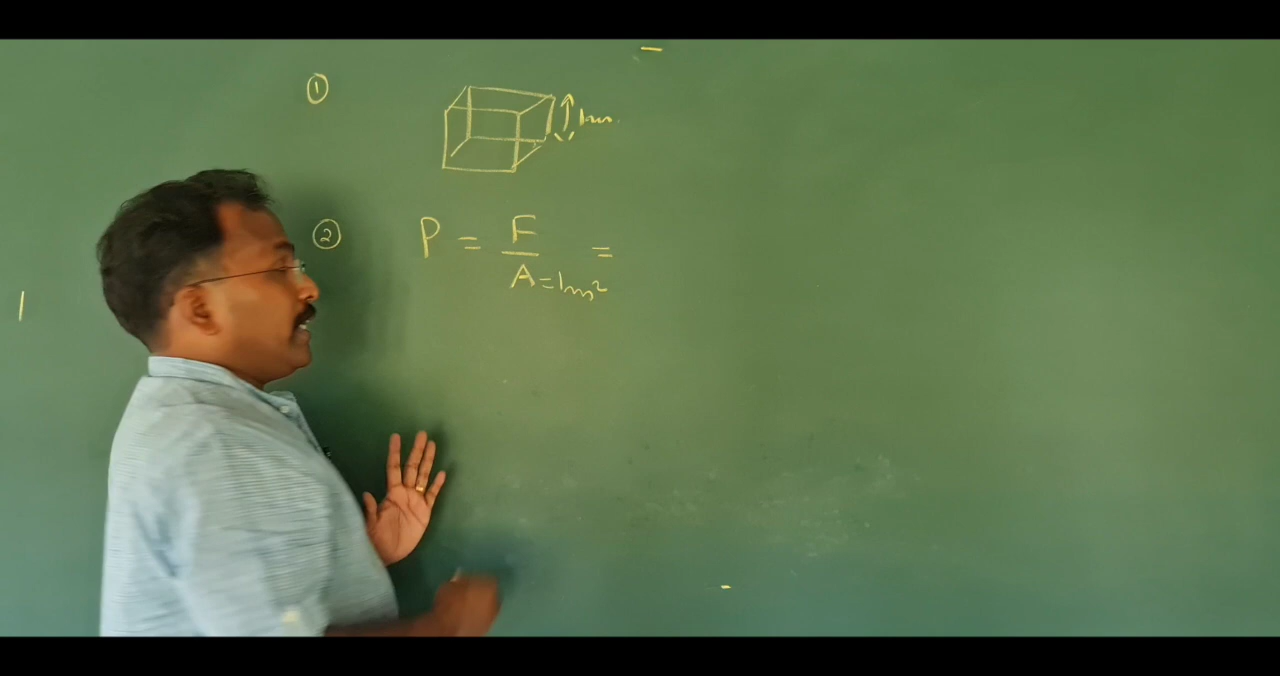 ①
1m.
② P = F / A = 1m² =